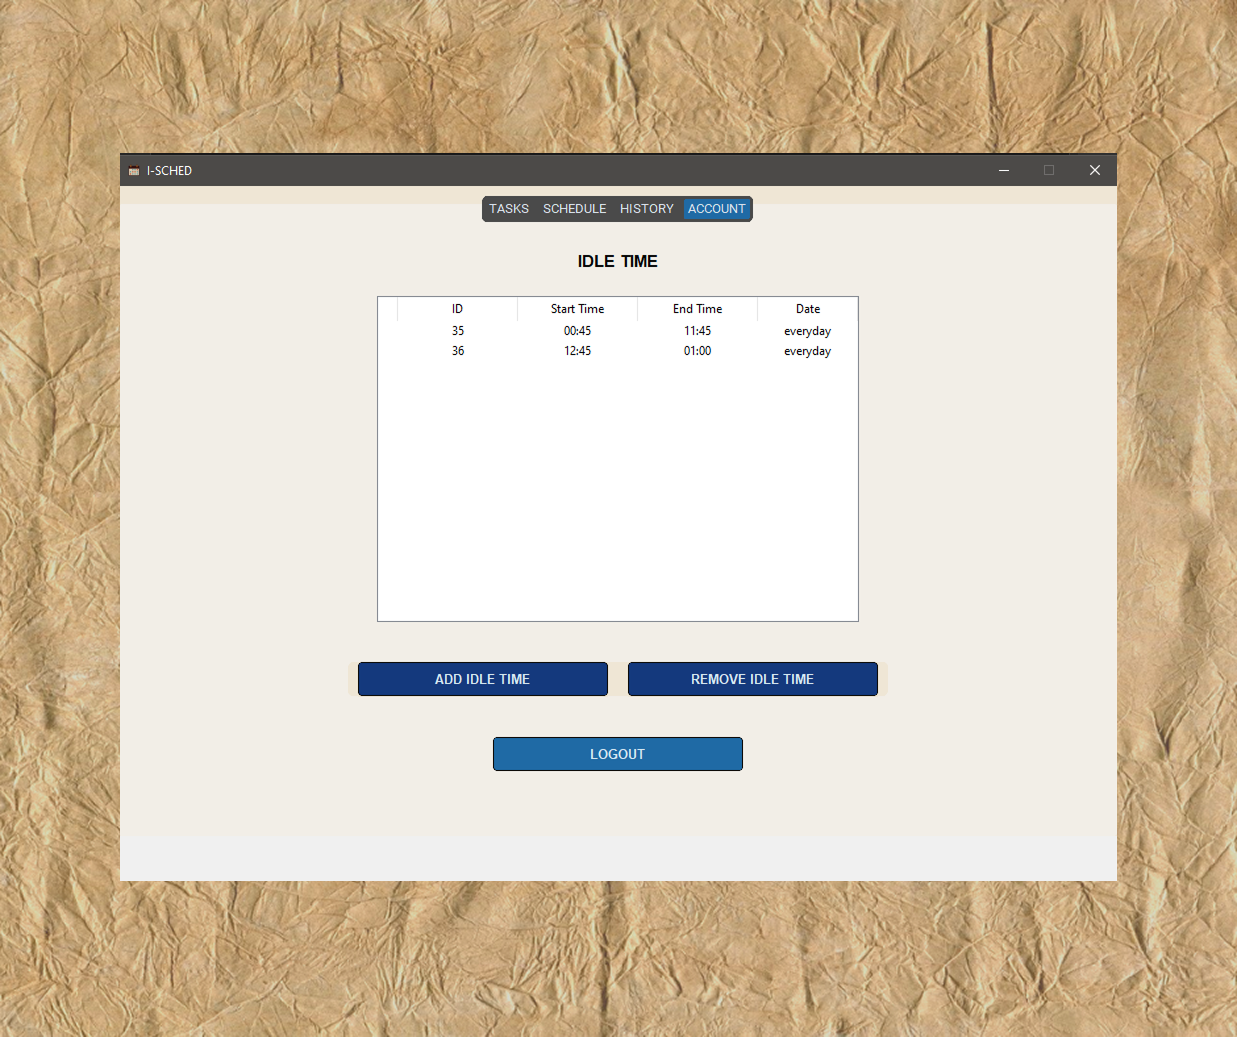 I-SCHED
TASKS SCHEDULE HISTORY ACCOUNT
IDLE TIME
ID Start Time End Time Date
35 00:45 11:45 everyday
36 12:45 01:00 everyday
ADD IDLE TIME REMOVE IDLE TIME
LOGOUT